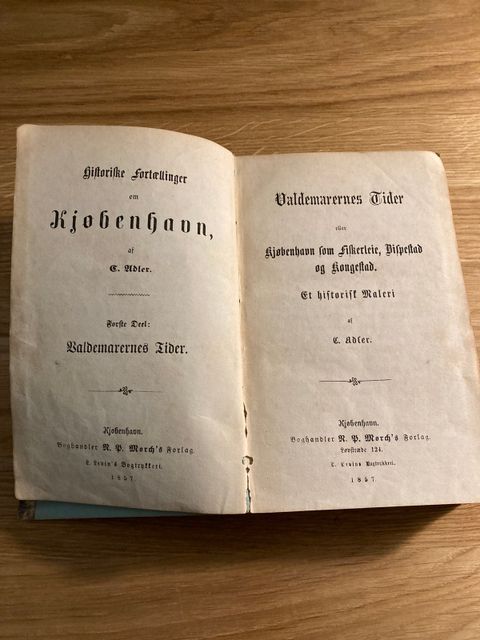 Historiske Fortællinger
om
Kjøbenhavn,
af
C. Adler.
Første Deel:
Valdemarernes Tider.
Kjøbenhavn.
Boghandler N. P. Morch's Forlag.
L. Levin's Bogtrykkeri.
1857.
Valdemarernes Tider
eller
Kjøbenhavn som Fiskerleie, Bispestad
og Kongestad.
Et historisk Maleri
af
C. Adler.
Kjøbenhavn.
Boghandler N. P. Morch's Forlag.
Løvstræde 124.
L. Levins Bogtrykkeri.
1857.